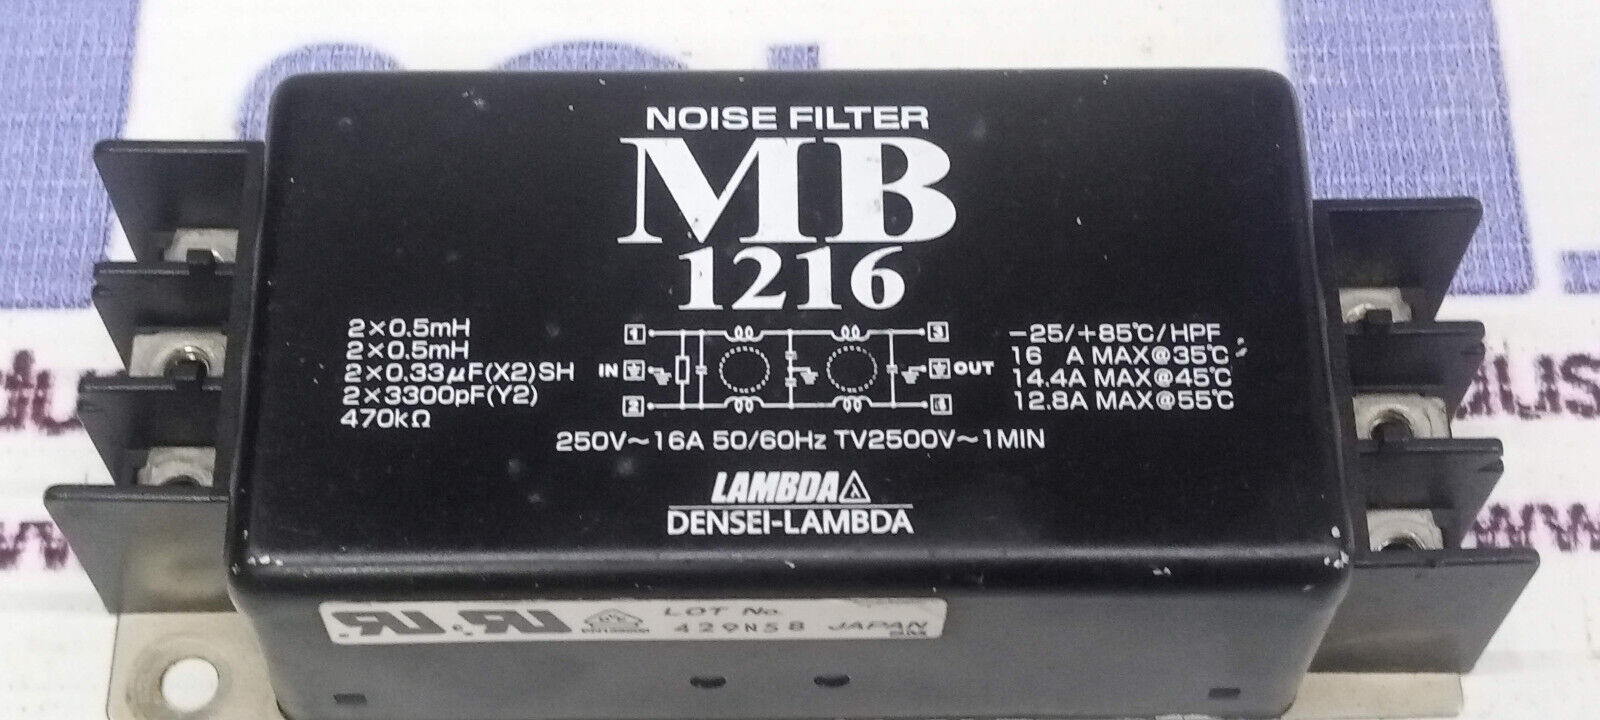 NOISE FILTER
MB
1216
2×0.5mH
2×0.5mH
2×0.33μF(X2)SH
2×3300pF(Y2)
470kΩ
1
3
IN
OUT
2
4
-25/+85℃/HPF
16 A MAX@35℃
14.4A MAX@45℃
12.8A MAX@55℃
250V~16A 50/60Hz TV2500V~1MIN
LAMBDA
DENSEI-LAMBDA
LOT No.
429N58 JAPAN